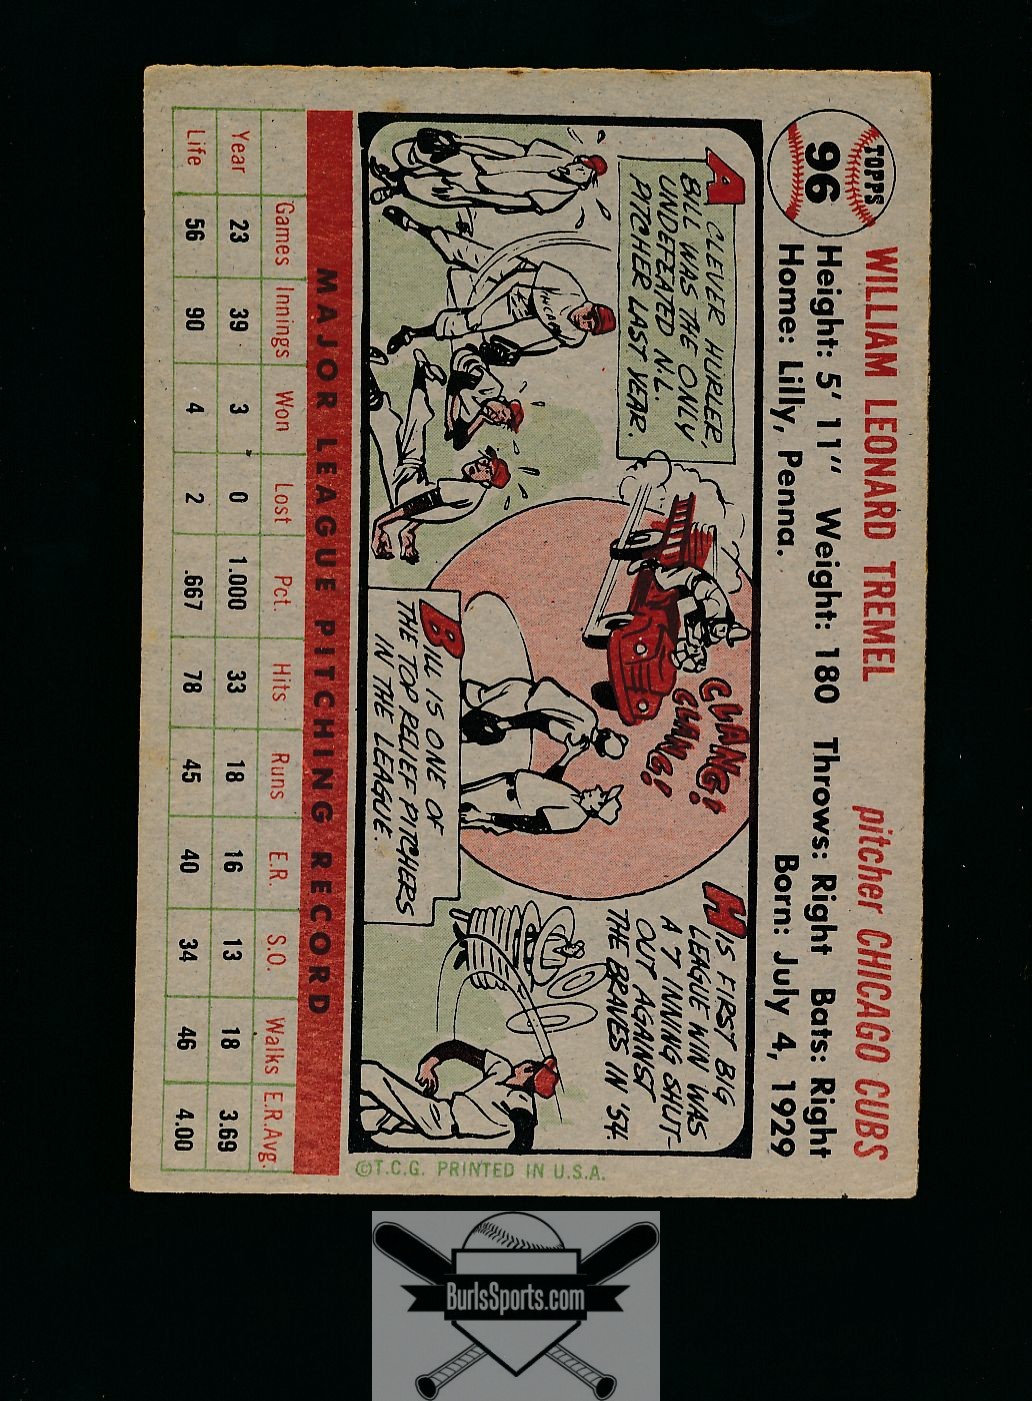 TOPPS
96
WILLIAM LEONARD TREMEL pitcher CHICAGO CUBS
Height: 5' 11" Weight: 180 Throws: Right Bats: Right
Home: Lilly, Penna. Born: July 4, 1929
A CLEVER HURLER,
BILL WAS THE ONLY
UNDEFEATED N.L.
PITCHER LAST YEAR.
CLANG!
CLANG!
BILL IS ONE OF
THE TOP RELIEF PITCHERS
IN THE LEAGUE.
HIS FIRST BIG
LEAGUE WIN WAS
A 7 INNING SHUT-
OUT AGAINST
THE BRAVES IN '54.
MAJOR LEAGUE PITCHING RECORD
Games Innings Won Lost Pct. Hits Runs E.R. S.O. Walks E.R.Avg.
Year 23 39 3 0 1.000 33 18 16 13 18 3.69
Life 56 90 4 2 .667 78 45 40 34 46 4.00
©T.C.G. PRINTED IN U.S.A.
BurlsSports.com